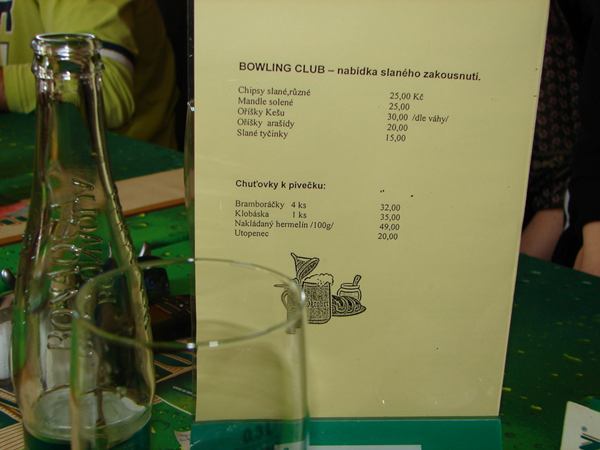 BOWLING CLUB – nabídka slaného zakousnutí.
Chipsy slané,různé 25,00 Kč
Mandle solené 25,00
Oříšky Kešu 30,00 /dle váhy/
Oříšky arašídy 20,00
Slané tyčinky 15,00
Chuťovky k pivečku:
Bramboráčky 4 ks 32,00
Klobáska 1 ks 35,00
Nakládaný hermelín /100g/ 49,00
Utopenec 20,00